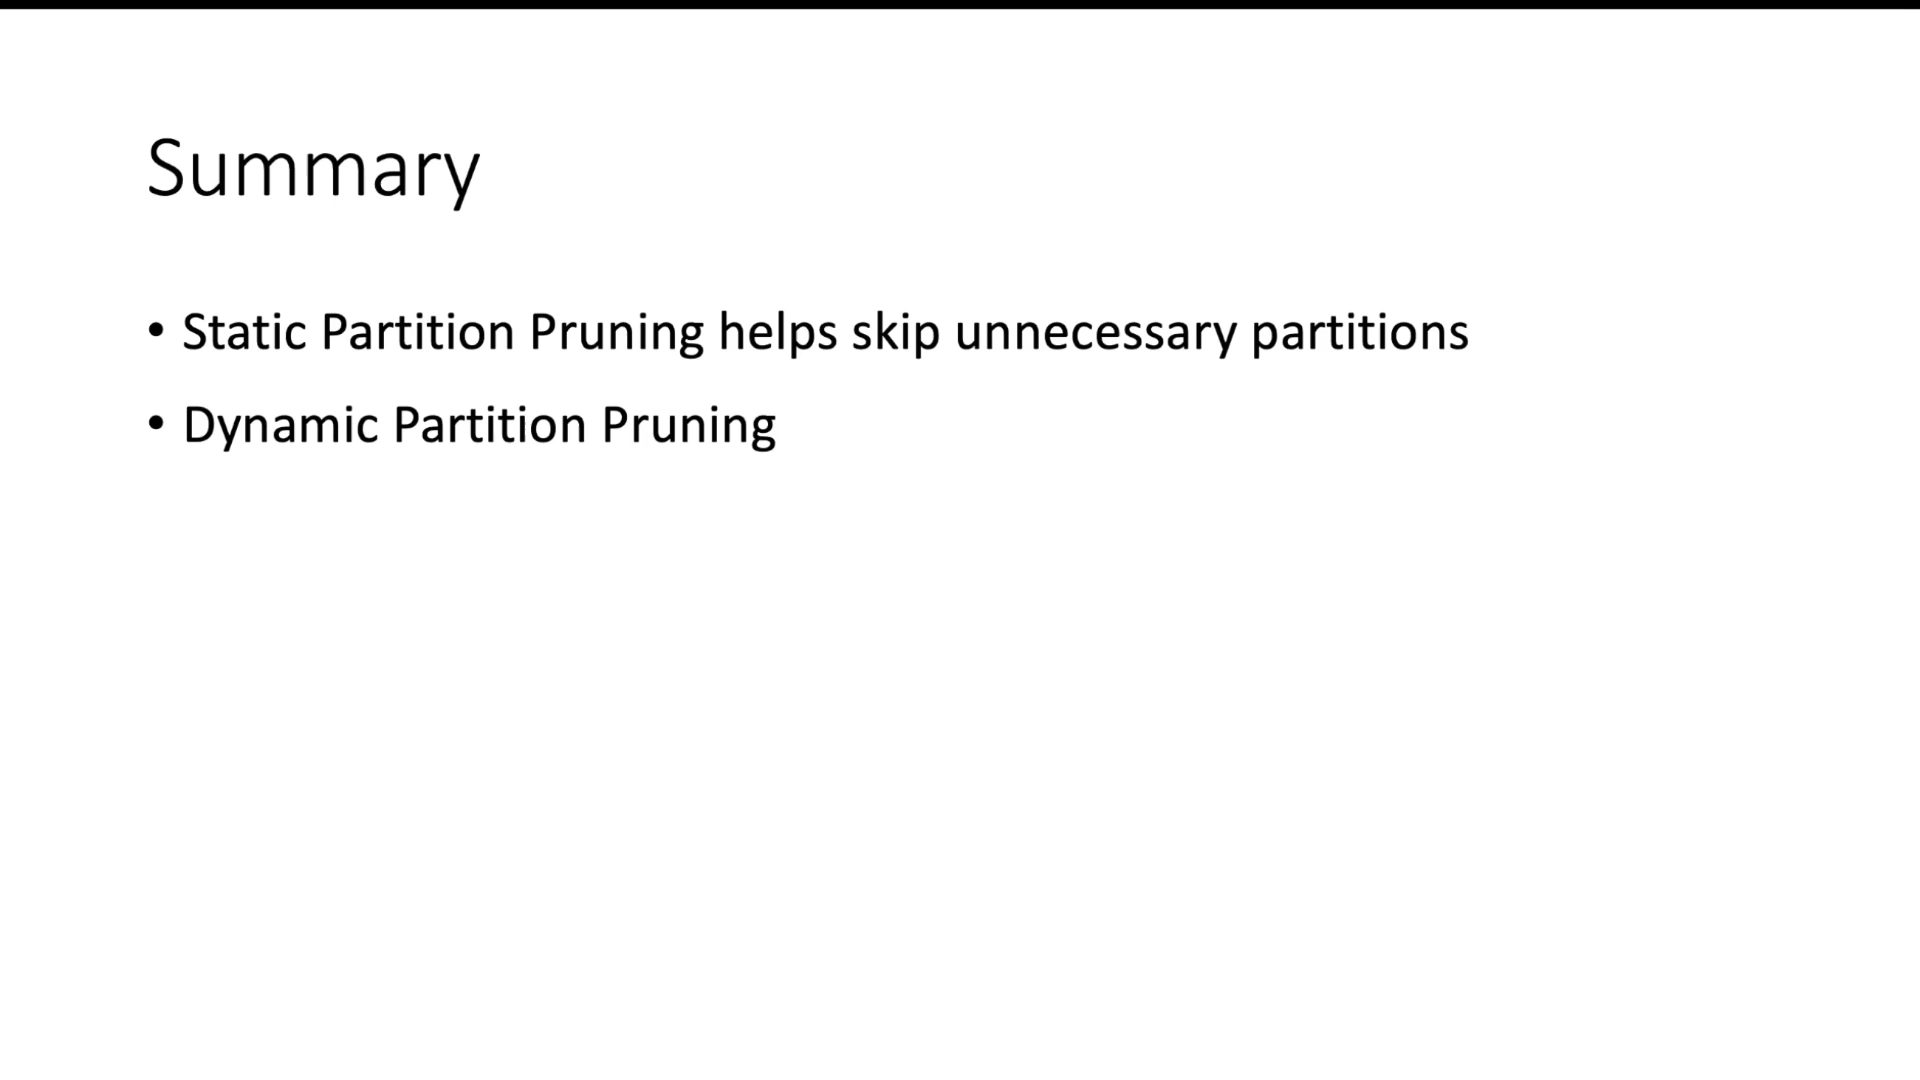 Summary
• Static Partition Pruning helps skip unnecessary partitions
• Dynamic Partition Pruning